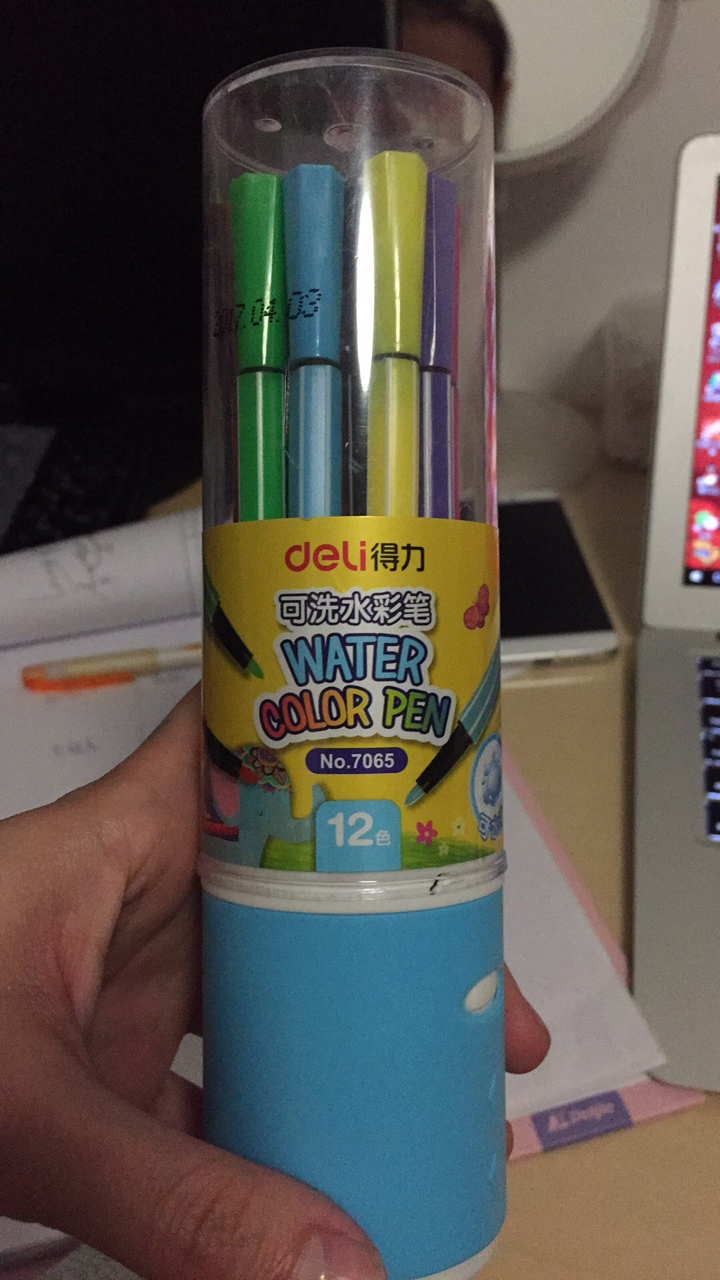 2017.04.03
deli得力
可洗水彩笔
WATER
COLOR PEN
No.7065
12色